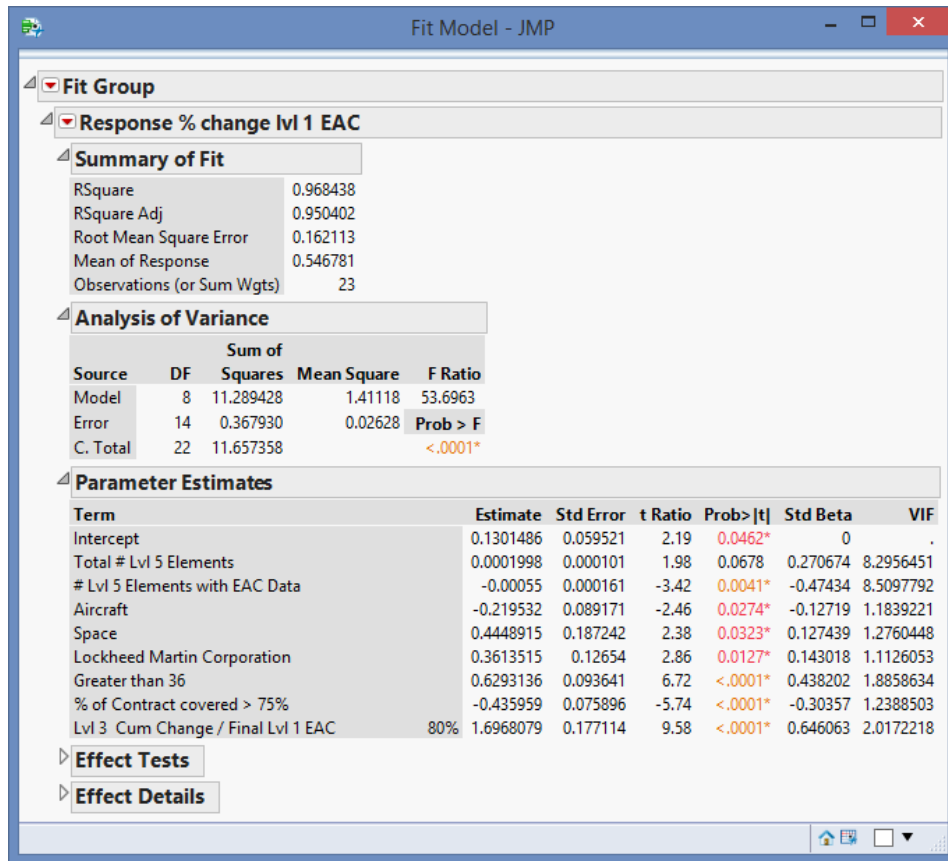 Fit Model - JMP
Fit Group
Response % change lvl 1 EAC
Summary of Fit
RSquare 0.968438
RSquare Adj 0.950402
Root Mean Square Error 0.162113
Mean of Response 0.546781
Observations (or Sum Wgts) 23
Analysis of Variance
Sum of
Source DF Squares Mean Square F Ratio
Model 8 11.289428 1.41118 53.6963
Error 14 0.367930 0.02628 Prob > F
C. Total 22 11.657358 <.0001*
Parameter Estimates
Term Estimate Std Error t Ratio Prob>|t| Std Beta VIF
Intercept 0.1301486 0.059521 2.19 0.0462* 0 .
Total # Lvl 5 Elements 0.0001998 0.000101 1.98 0.0678 0.270674 8.2956451
# Lvl 5 Elements with EAC Data -0.00055 0.000161 -3.42 0.0041* -0.47434 8.5097792
Aircraft -0.219532 0.089171 -2.46 0.0274* -0.12719 1.1839221
Space 0.4448915 0.187242 2.38 0.0323* 0.127439 1.2760448
Lockheed Martin Corporation 0.3613515 0.12654 2.86 0.0127* 0.143018 1.1126053
Greater than 36 0.6293136 0.093641 6.72 <.0001* 0.438202 1.8858634
% of Contract covered > 75% -0.435959 0.075896 -5.74 <.0001* -0.30357 1.2388503
Lvl 3 Cum Change / Final Lvl 1 EAC 80% 1.6968079 0.177114 9.58 <.0001* 0.646063 2.0172218
Effect Tests
Effect Details